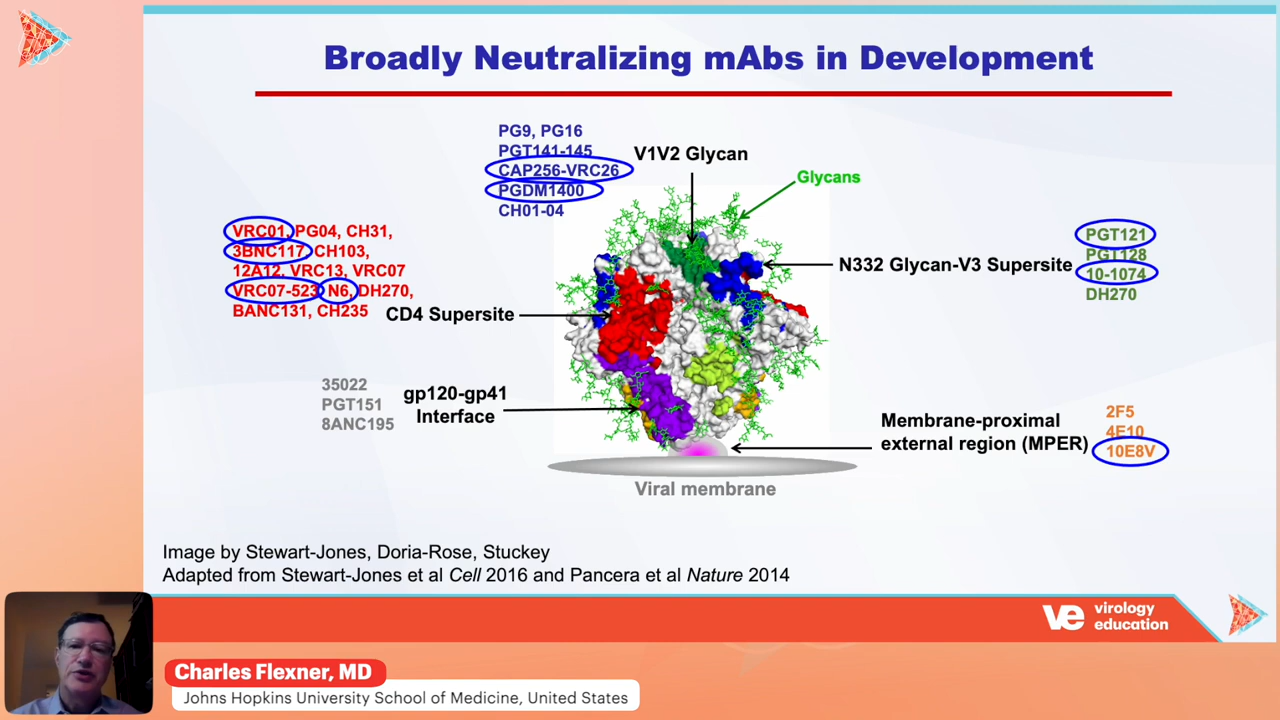 Broadly Neutralizing mAbs in Development
PG9, PG16
PGT141-145
CAP256-VRC26
PGDM1400
CH01-04
V1V2 Glycan
Glycans
VRC01, PG04, CH31,
3BNC117, CH103,
12A12, VRC13, VRC07
VRC07-523, N6, DH270,
BANC131, CH235
CD4 Supersite
N332 Glycan-V3 Supersite
PGT121
PGT128
10-1074
DH270
35022
PGT151
8ANC195
gp120-gp41
Interface
Membrane-proximal
external region (MPER)
2F5
4E10
10E8V
Viral membrane
Image by Stewart-Jones, Doria-Rose, Stuckey
Adapted from Stewart-Jones et al Cell 2016 and Pancera et al Nature 2014
ve virology
education
Charles Flexner, MD
Johns Hopkins University School of Medicine, United States